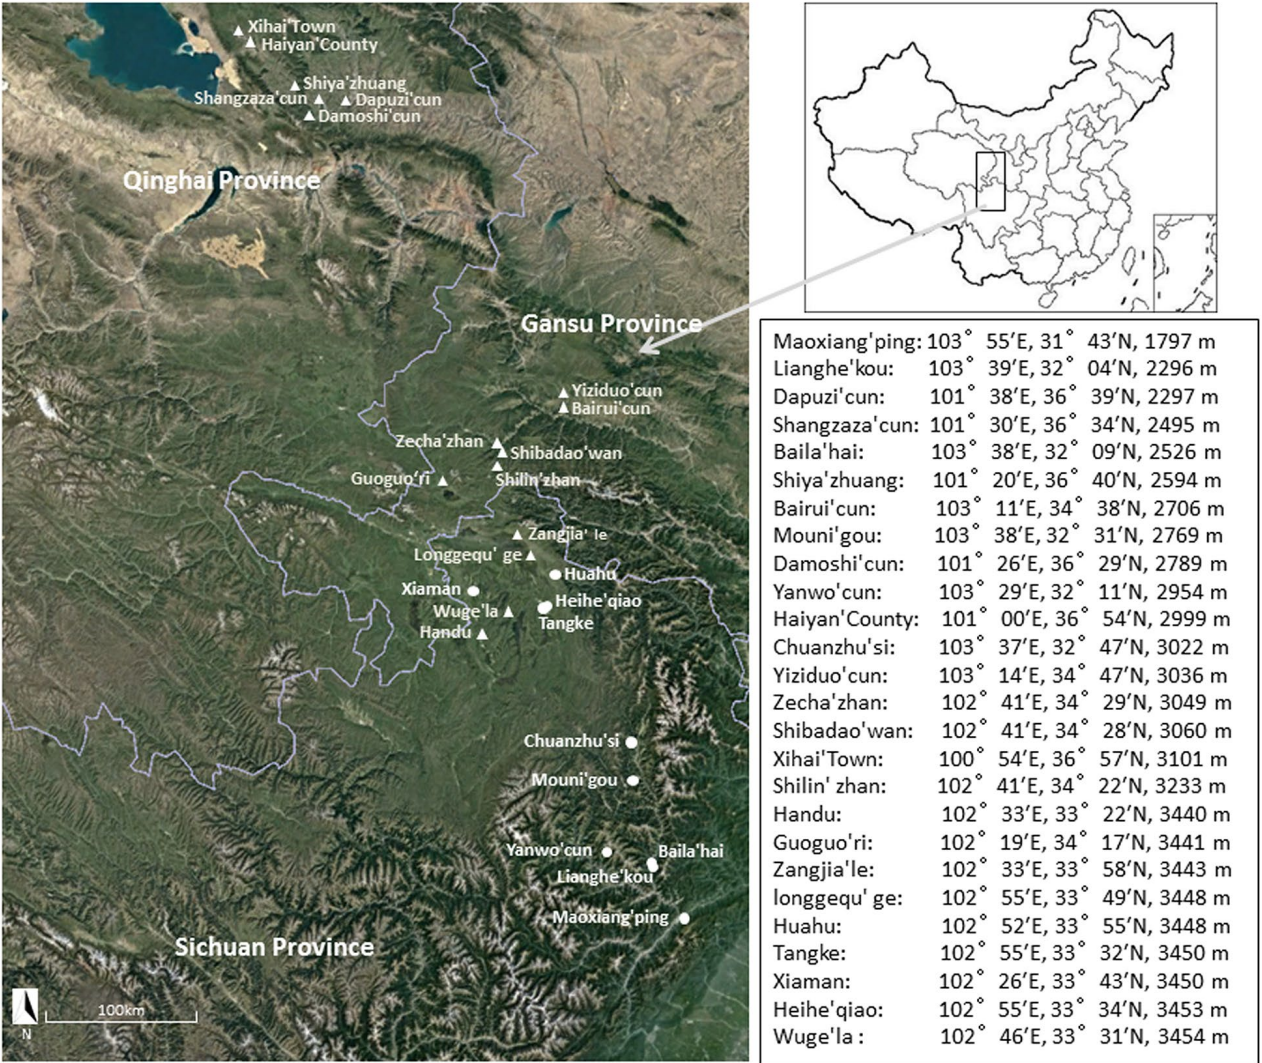 Xihai'Town
Haiyan'County
Shiya'zhuang
Shangzaza'cun
Dapuzi'cun
Damoshi'cun
Qinghai Province
Gansu Province
Yiziduo'cun
Bairui'cun
Zecha'zhan
Shibadao'wan
Guoguo'ri
Shilin'zhan
Zangjia' le
Longgequ' ge
Huahu
Xiaman
Heihe'qiao
Wuge'la
Tangke
Handu
Chuanzhu'si
Mouni'gou
Yanwo'cun
Baila'hai
Lianghe'kou
Maoxiang'ping
Sichuan Province
N
100km
Maoxiang'ping: 103° 55′E, 31° 43′N, 1797 m
Lianghe'kou: 103° 39′E, 32° 04′N, 2296 m
Dapuzi'cun: 101° 38′E, 36° 39′N, 2297 m
Shangzaza'cun: 101° 30′E, 36° 34′N, 2495 m
Baila'hai: 103° 38′E, 32° 09′N, 2526 m
Shiya'zhuang: 101° 20′E, 36° 40′N, 2594 m
Bairui'cun: 103° 11′E, 34° 38′N, 2706 m
Mouni'gou: 103° 38′E, 32° 31′N, 2769 m
Damoshi'cun: 101° 26′E, 36° 29′N, 2789 m
Yanwo'cun: 103° 29′E, 32° 11′N, 2954 m
Haiyan'County: 101° 00′E, 36° 54′N, 2999 m
Chuanzhu'si: 103° 37′E, 32° 47′N, 3022 m
Yiziduo'cun: 103° 14′E, 34° 47′N, 3036 m
Zecha'zhan: 102° 41′E, 34° 29′N, 3049 m
Shibadao'wan: 102° 41′E, 34° 28′N, 3060 m
Xihai'Town: 100° 54′E, 36° 57′N, 3101 m
Shilin' zhan: 102° 41′E, 34° 22′N, 3233 m
Handu: 102° 33′E, 33° 22′N, 3440 m
Guoguo'ri: 102° 19′E, 34° 17′N, 3441 m
Zangjia'le: 102° 33′E, 33° 58′N, 3443 m
longgequ' ge: 102° 55′E, 33° 49′N, 3448 m
Huahu: 102° 52′E, 33° 55′N, 3448 m
Tangke: 102° 55′E, 33° 32′N, 3450 m
Xiaman: 102° 26′E, 33° 43′N, 3450 m
Heihe'qiao: 102° 55′E, 33° 34′N, 3453 m
Wuge'la : 102° 46′E, 33° 31′N, 3454 m